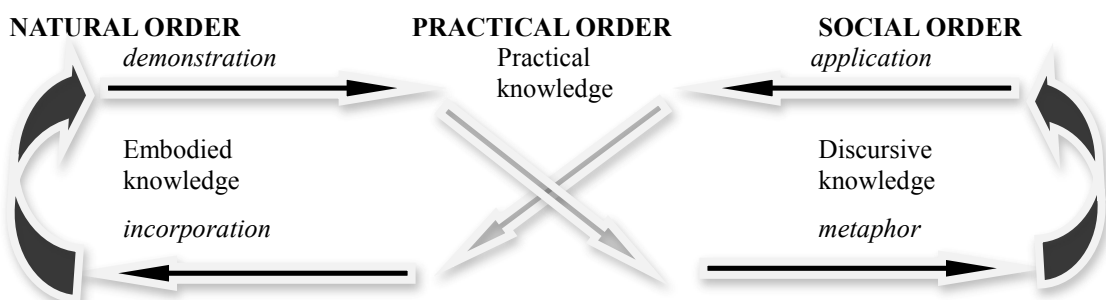 NATURAL ORDER PRACTICAL ORDER SOCIAL ORDER
demonstration Practical application
knowledge
Embodied Discursive
knowledge knowledge
incorporation metaphor